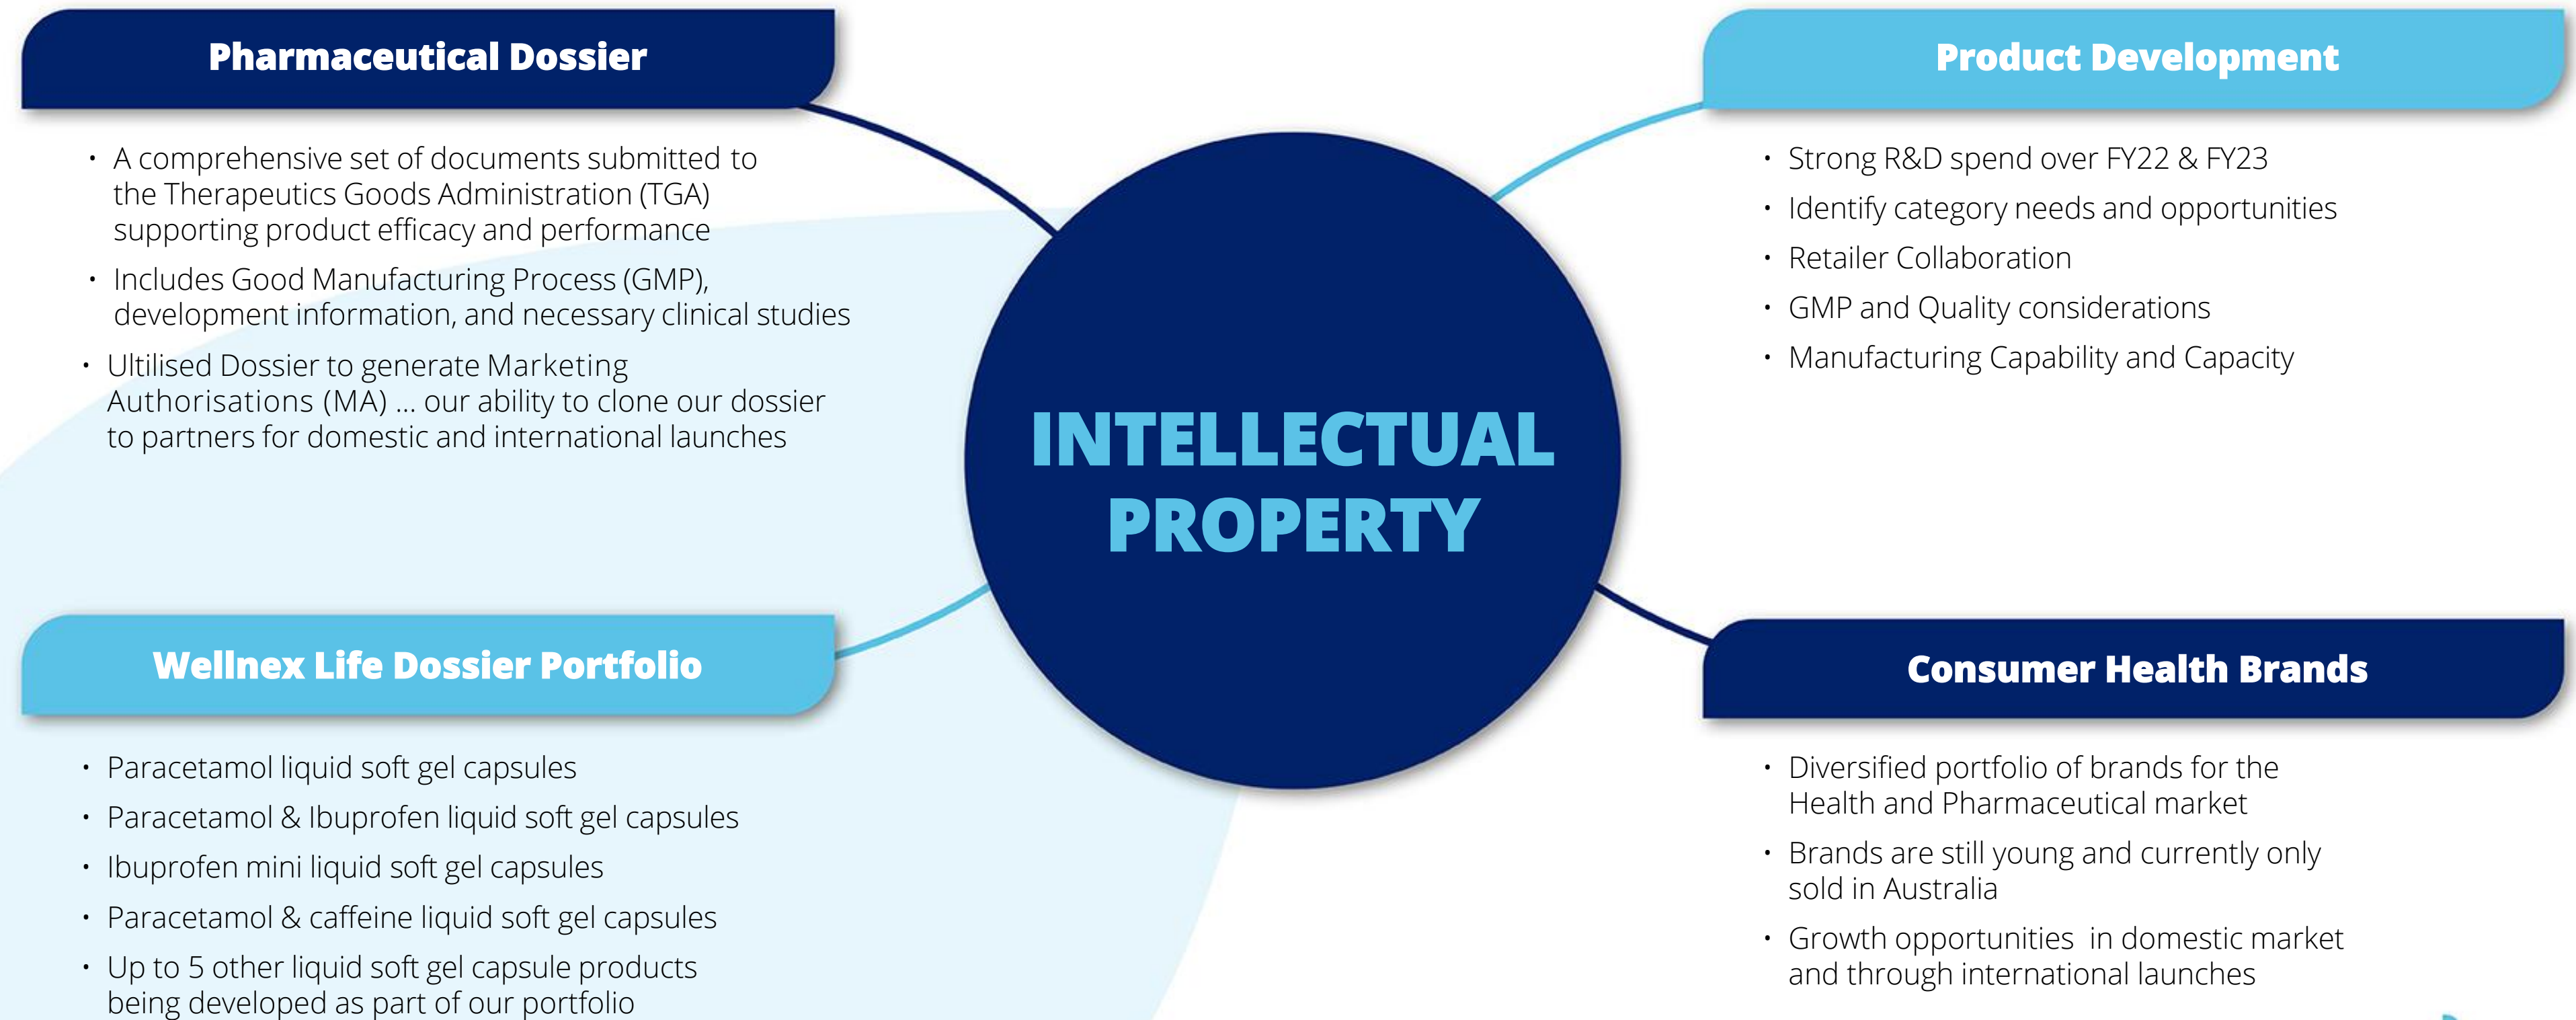 Pharmaceutical Dossier
• A comprehensive set of documents submitted to
the Therapeutics Goods Administration (TGA)
supporting product efficacy and performance
• Includes Good Manufacturing Process (GMP),
development information, and necessary clinical studies
• Ultilised Dossier to generate Marketing
Authorisations (MA) ... our ability to clone our dossier
to partners for domestic and international launches
Product Development
• Strong R&D spend over FY22 & FY23
• Identify category needs and opportunities
• Retailer Collaboration
• GMP and Quality considerations
• Manufacturing Capability and Capacity
INTELLECTUAL
PROPERTY
Wellnex Life Dossier Portfolio
• Paracetamol liquid soft gel capsules
• Paracetamol & Ibuprofen liquid soft gel capsules
• Ibuprofen mini liquid soft gel capsules
• Paracetamol & caffeine liquid soft gel capsules
• Up to 5 other liquid soft gel capsule products
being developed as part of our portfolio
Consumer Health Brands
• Diversified portfolio of brands for the
Health and Pharmaceutical market
• Brands are still young and currently only
sold in Australia
• Growth opportunities in domestic market
and through international launches